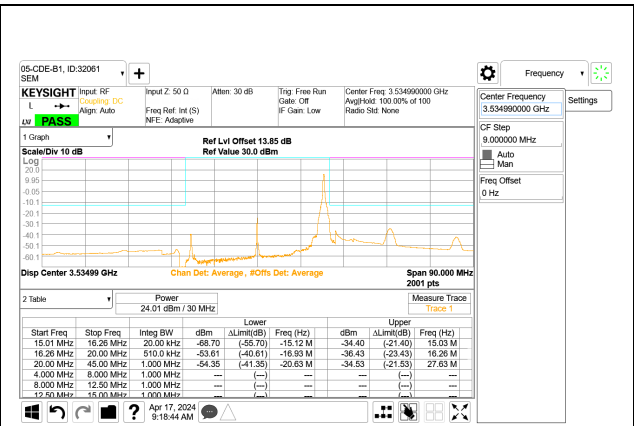 05-CDE-B1, ID:32061
SEM
Frequency
KEYSIGHT
L
PASS
Input: RF
Coupling: DC
Align: Auto
Input Z: 50 Ω
Freq Ref: Int (S)
NFE: Adaptive
Atten: 30 dB
Trig: Free Run
Gate: Off
IF Gain: Low
Center Freq: 3.534990000 GHz
Avg|Hold: 100.00% of 100
Radio Std: None
Center Frequency
3.534990000 GHz
Settings
CF Step
9.000000 MHz
Auto
Man
Freq Offset
0 Hz
1 Graph
Scale/Div 10 dB
Ref Lvl Offset 13.85 dB
Ref Value 30.0 dBm
Log
20.0
9.95
-0.05
-10.1
-20.1
-30.1
-40.1
-50.1
-60.1
Disp Center 3.53499 GHz
Chan Det: Average, #Offs Det: Average
Span 90.000 MHz
2001 pts
2 Table
Power
24.01 dBm / 30 MHz
Measure Trace
Trace 1
Lower Upper
Start Freq Stop Freq Integ BW dBm ΔLimit(dB) Freq (Hz) dBm ΔLimit(dB) Freq (Hz)
15.01 MHz 16.26 MHz 20.00 kHz -68.70 (-55.70) -15.12 M -34.40 (-21.40) 15.03 M
16.26 MHz 20.00 MHz 510.0 kHz -53.61 (-40.61) -16.93 M -36.43 (-23.43) 16.26 M
20.00 MHz 45.00 MHz 1.000 MHz -54.35 (-41.35) -20.63 M -34.53 (-21.53) 27.63 M
4.000 MHz 8.000 MHz 1.000 MHz --- (---) --- --- (---) ---
8.000 MHz 12.50 MHz 1.000 MHz --- (---) --- --- (---) ---
12.50 MHz 15.00 MHz 1.000 MHz --- (---) --- --- (---) ---
Apr 17, 2024
9:18:44 AM